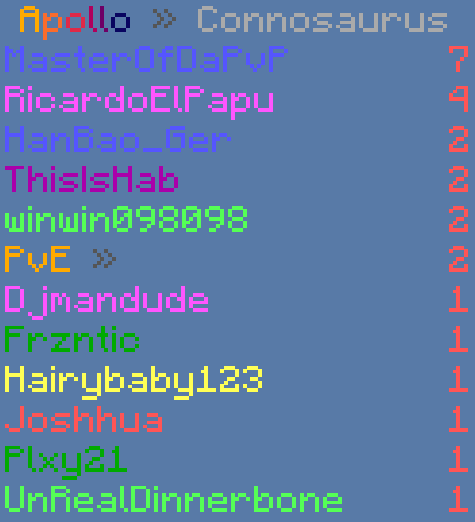 Apollo » Connosaurus
MasterOfDaPvP 7
RicardoElPapu 4
HanBao_Ger 2
ThisIsHab 2
winwin098098 2
PvE » 2
Djmandude 1
Frzntic 1
Hairybaby123 1
Joshhua 1
Plxy21 1
UnRealDinnerbone 1